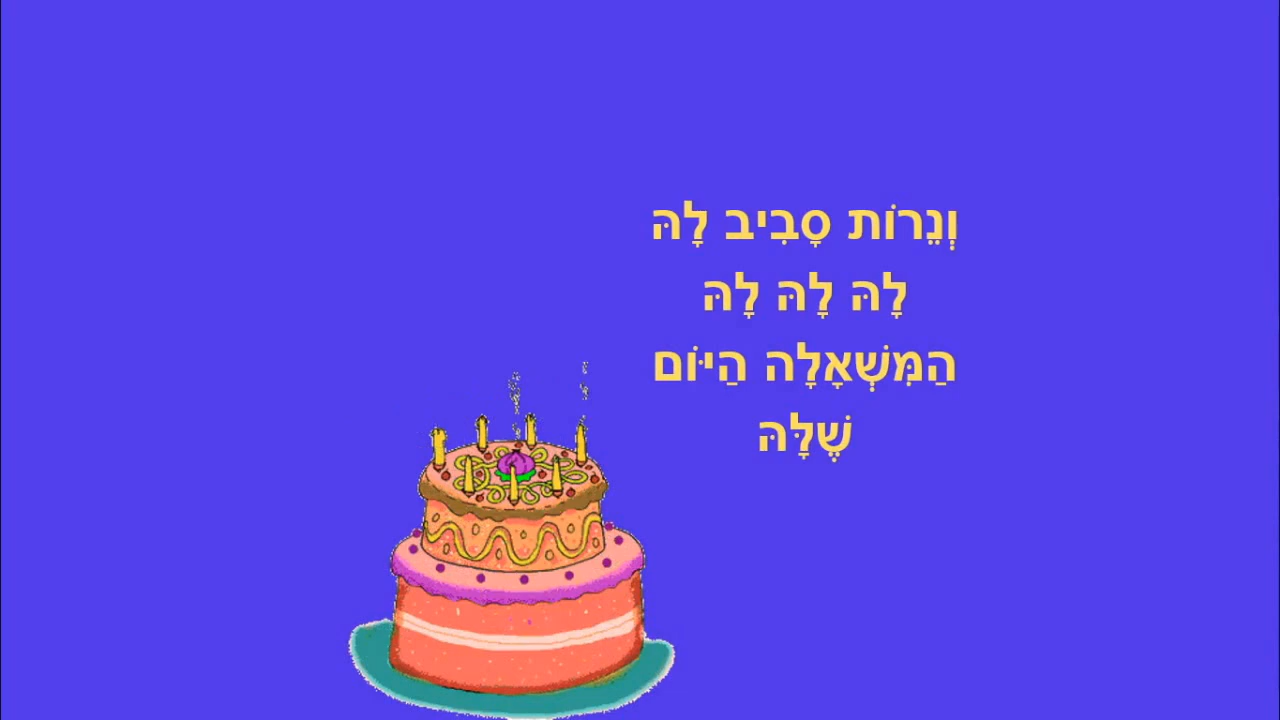 וְנֵרוֹת סָבִיב לָהּ
לָהּ לָהּ לָהּ
הַמִּשְׁאָלָה הַיּוֹם
שֶׁלָּהּ